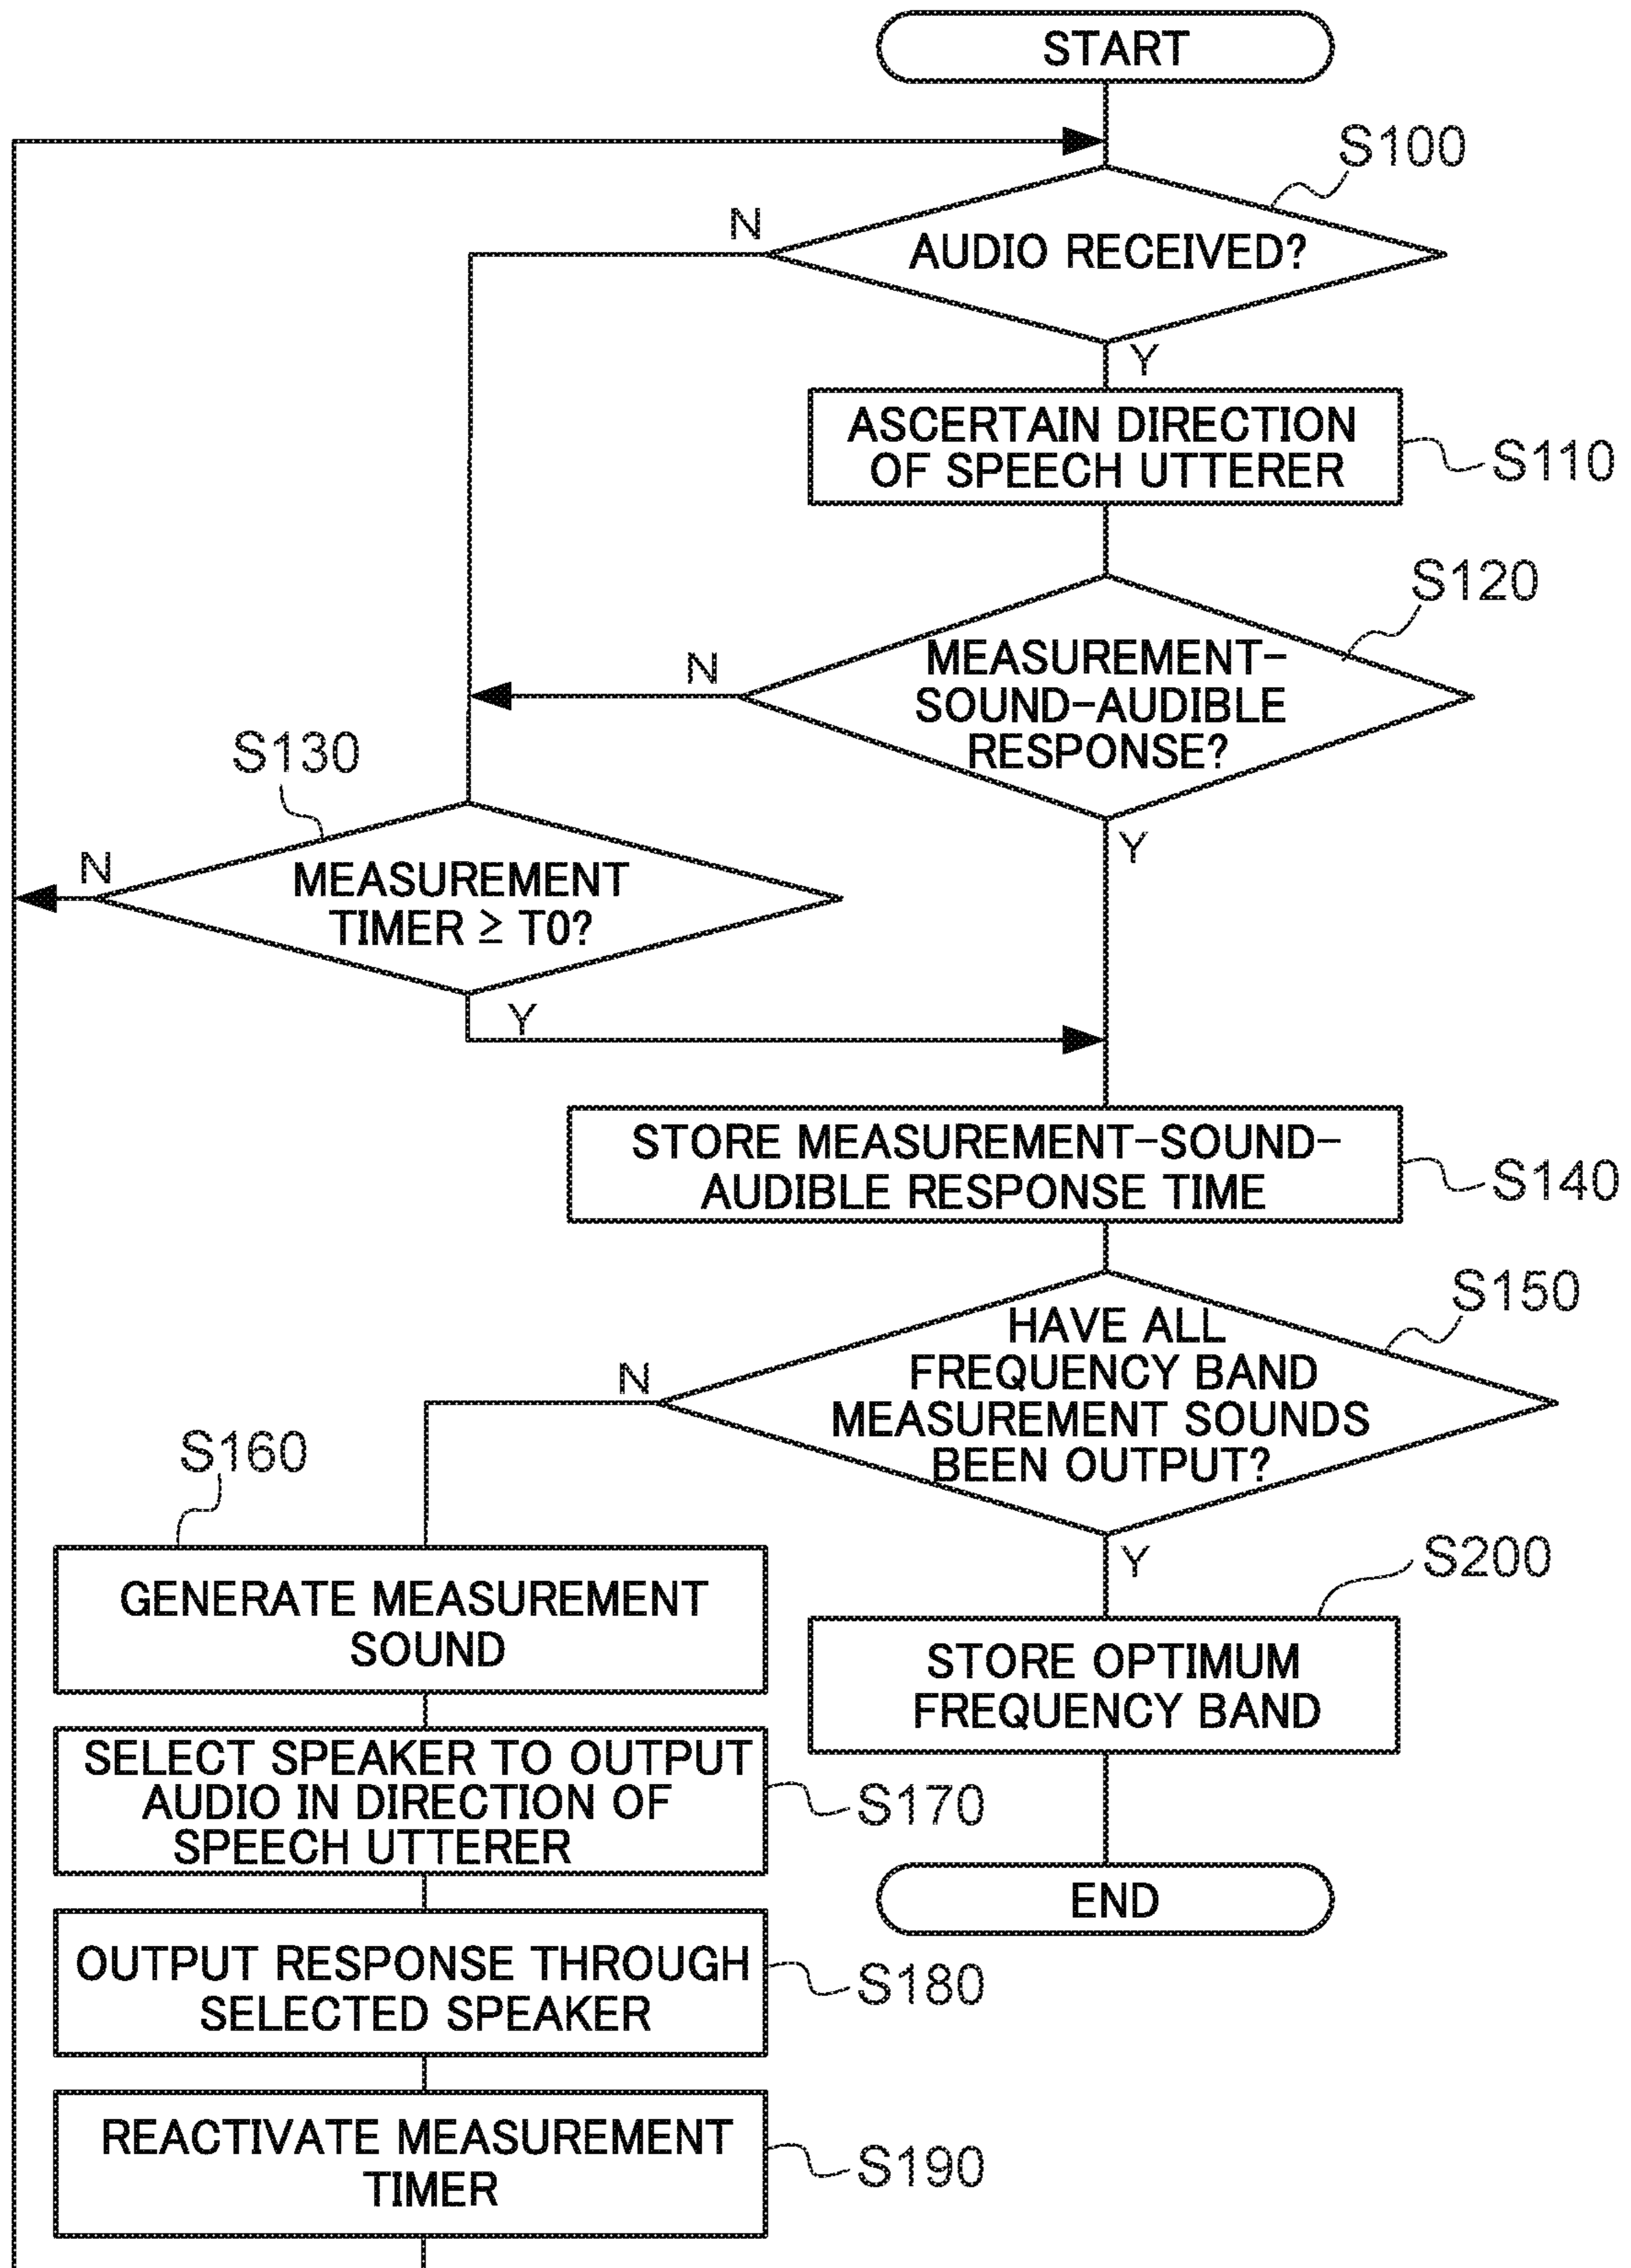 START
S100
N
AUDIO RECEIVED?
Y
ASCERTAIN DIRECTION
OF SPEECH UTTERER
S110
S120
N
MEASUREMENT-
SOUND-AUDIBLE
RESPONSE?
Y
S130
N
MEASUREMENT
TIMER ≥ T0?
Y
STORE MEASUREMENT-SOUND-
AUDIBLE RESPONSE TIME
S140
S150
N
HAVE ALL
FREQUENCY BAND
MEASUREMENT SOUNDS
BEEN OUTPUT?
Y
S160
GENERATE MEASUREMENT
SOUND
S200
STORE OPTIMUM
FREQUENCY BAND
SELECT SPEAKER TO OUTPUT
AUDIO IN DIRECTION OF
SPEECH UTTERER
S170
END
OUTPUT RESPONSE THROUGH
SELECTED SPEAKER
S180
REACTIVATE MEASUREMENT
TIMER
S190